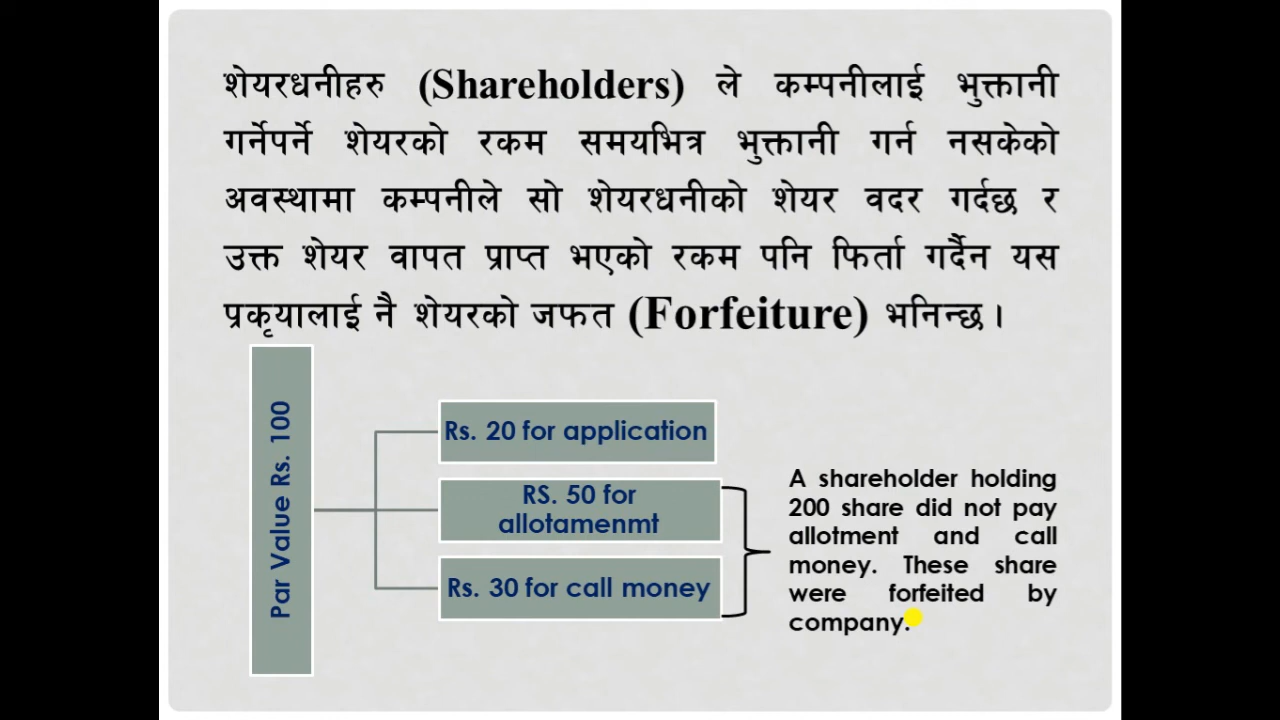 शेयरधनीहरु (Shareholders) ले कम्पनीलाई भुक्तानी
गर्नेपर्ने शेयरको रकम समयभित्र भुक्तानी गर्न नसकेको
अवस्थामा कम्पनीले सो शेयरधनीको शेयर वदर गर्दछ र
उक्त शेयर वापत प्राप्त भएको रकम पनि फिर्ता गर्दैन यस
प्रकृयालाई नै शेयरको जफत (Forfeiture) भनिन्छ।
Par Value Rs. 100
Rs. 20 for application
RS. 50 for
allotamenmt
Rs. 30 for call money
A shareholder holding
200 share did not pay
allotment and call
money. These share
were forfeited by
company.